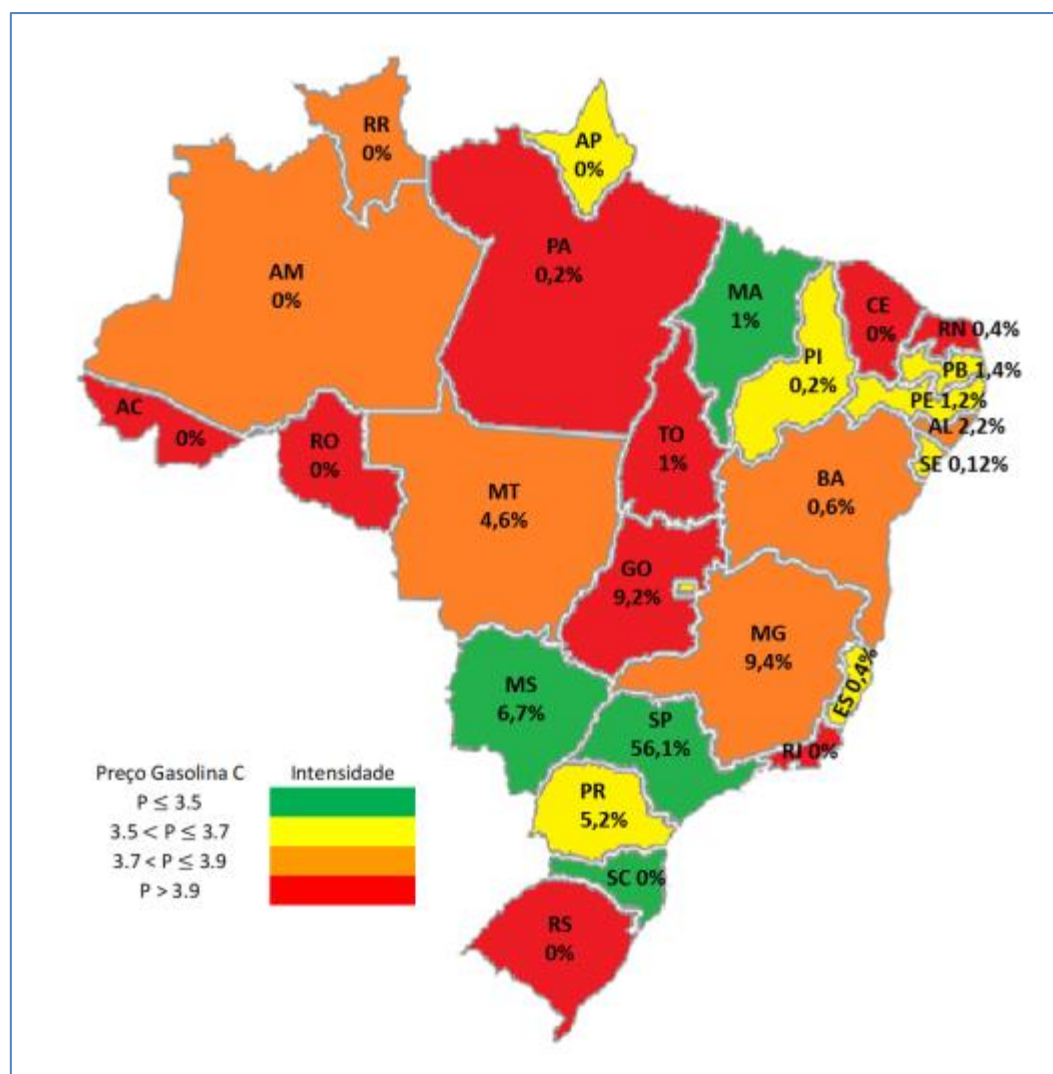 RR
0%
AP
0%
AM
0%
PA
0,2%
MA
1%
CE
0%
RN 0,4%
PI
0,2%
PB 1,4%
PE 1,2%
AL 2,2%
SE 0,12%
AC
0%
RO
0%
TO
1%
MT
4,6%
BA
0,6%
GO
9,2%
MG
9,4%
ES 0,4%
MS
6,7%
SP
56,1%
RJ 0%
PR
5,2%
SC 0%
RS
0%
Preço Gasolina C Intensidade
P ≤ 3.5
3.5 < P ≤ 3.7
3.7 < P ≤ 3.9
P > 3.9